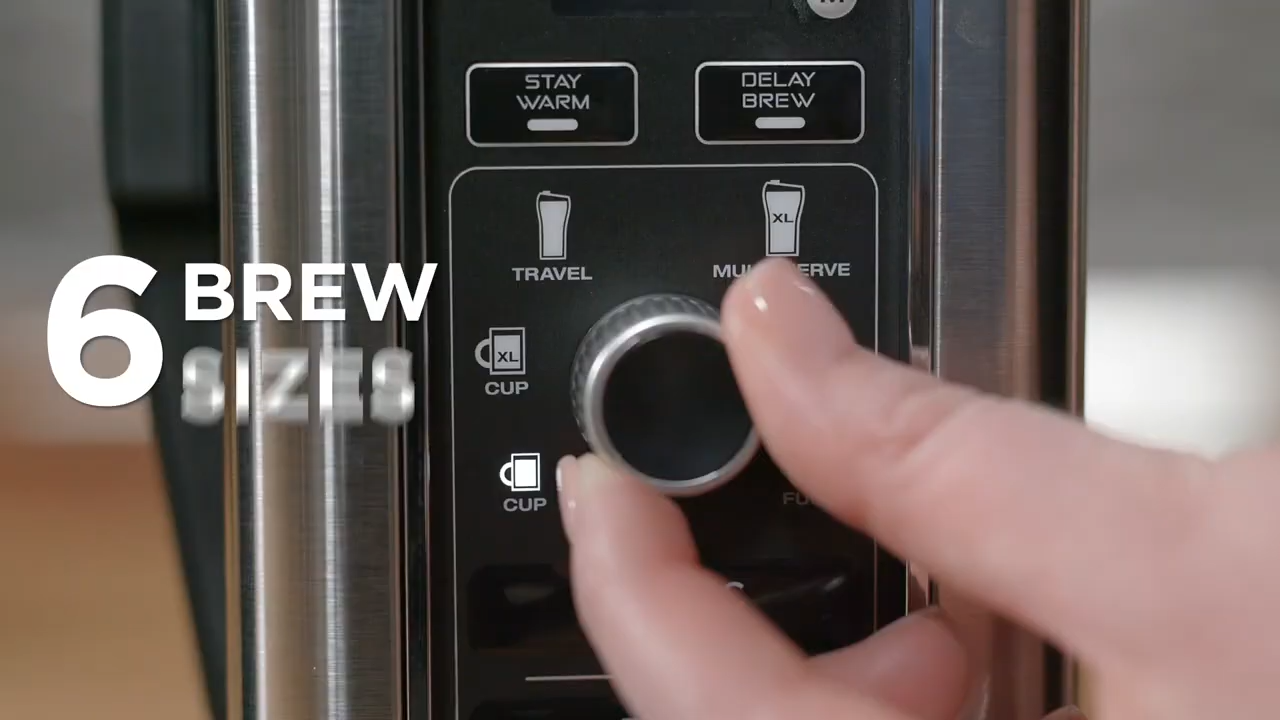 STAY
WARM
DELAY
BREW
XL
TRAVEL
6 BREW
SIZES
XL
CUP
CUP